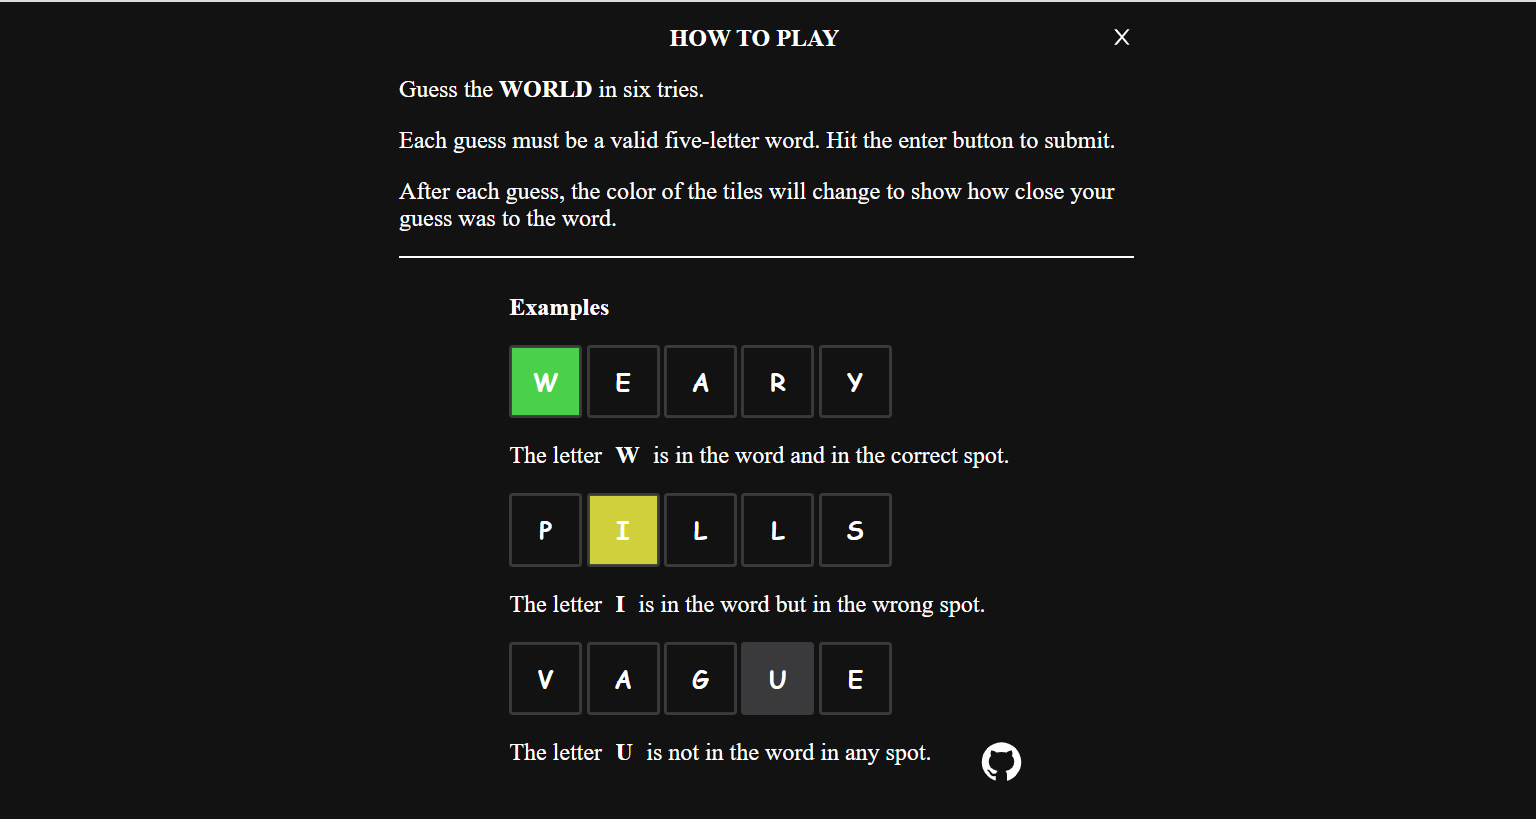 HOW TO PLAY X
Guess the WORLD in six tries.
Each guess must be a valid five-letter word. Hit the enter button to submit.
After each guess, the color of the tiles will change to show how close your
guess was to the word.
Examples
W E A R Y
The letter W is in the word and in the correct spot.
P I L L S
The letter I is in the word but in the wrong spot.
V A G U E
The letter U is not in the word in any spot.